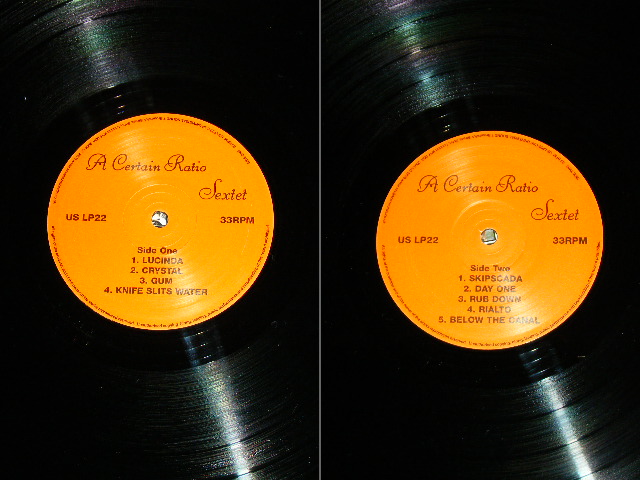 A Certain Ratio
Sextet
US LP22
33RPM
Side One
1. LUCINDA
2. CRYSTAL
3. GUM
4. KNIFE SLITS WATER
A Certain Ratio
Sextet
US LP22
33RPM
Side Two
1. SKIPSCADA
2. DAY ONE
3. RUB DOWN
4. RIALTO
5. BELOW THE CANAL